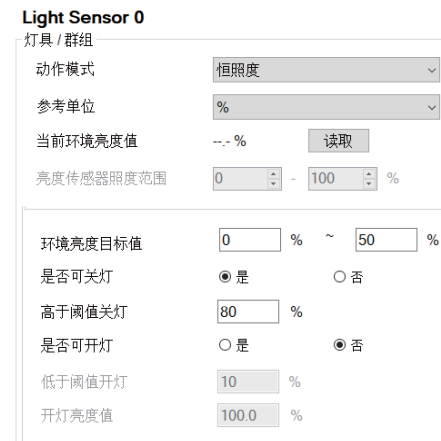 Light Sensor 0
灯具 / 群组
动作模式 恒照度
参考单位 %
当前环境亮度值 --.- % 读取
亮度传感器照度范围 0 - 100 %
环境亮度目标值 0 % ~ 50 %
是否可关灯 是 否
高于阈值关灯 80 %
是否可开灯 是 否
低于阈值开灯 10 %
开灯亮度值 100.0 %